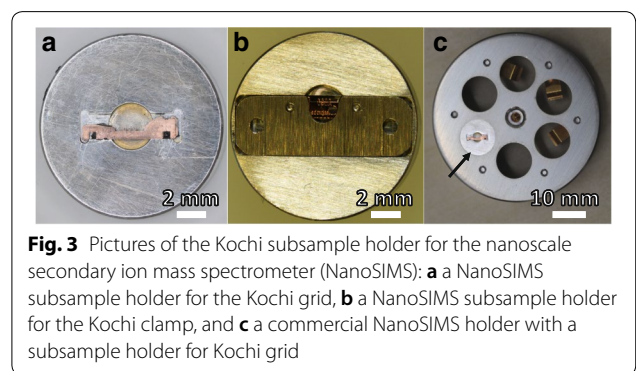 a
b
c
2 mm
2 mm
10 mm
Fig. 3 Pictures of the Kochi subsample holder for the nanoscale
secondary ion mass spectrometer (NanoSIMS): a a NanoSIMS
subsample holder for the Kochi grid, b a NanoSIMS subsample holder
for the Kochi clamp, and c a commercial NanoSIMS holder with a
subsample holder for Kochi grid